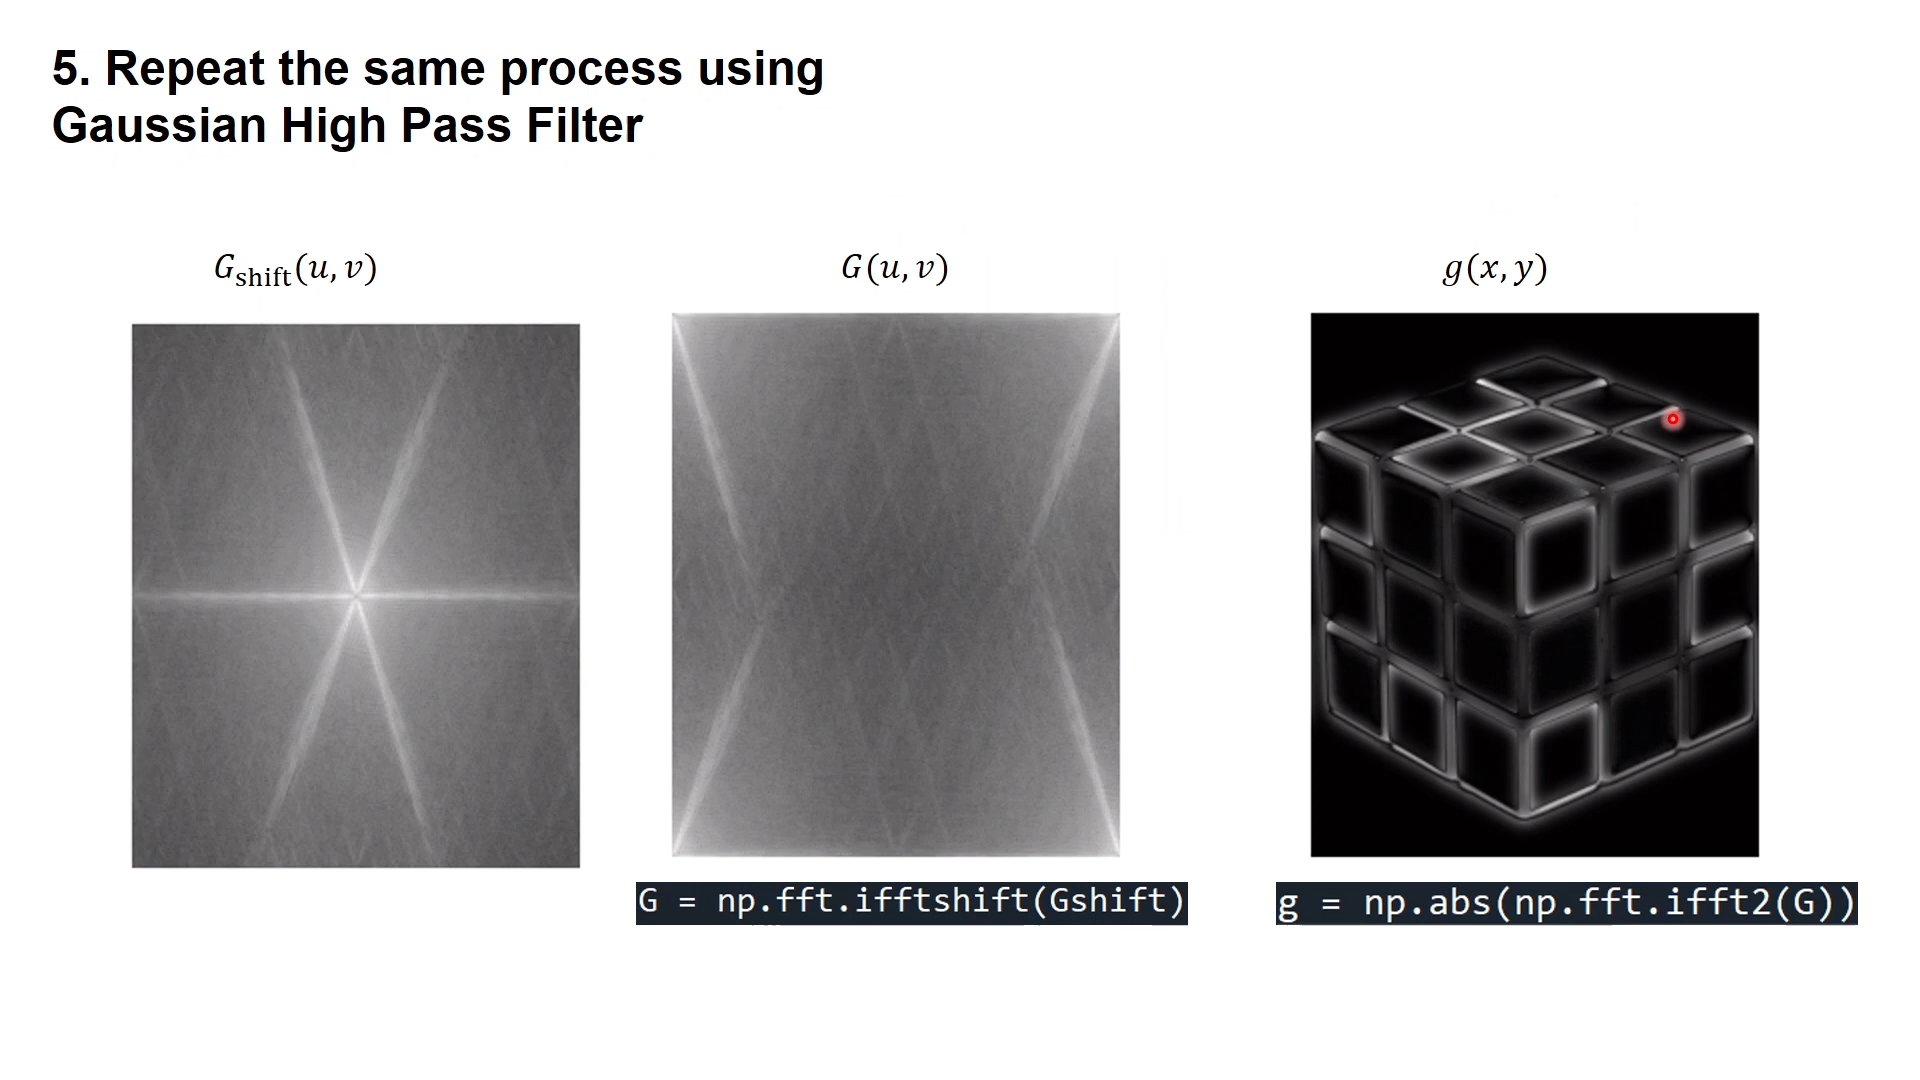 5. Repeat the same process using
Gaussian High Pass Filter
G_shift(u, v)
G(u, v)
g(x, y)
G = np.fft.ifftshift(Gshift)
g = np.abs(np.fft.ifft2(G))